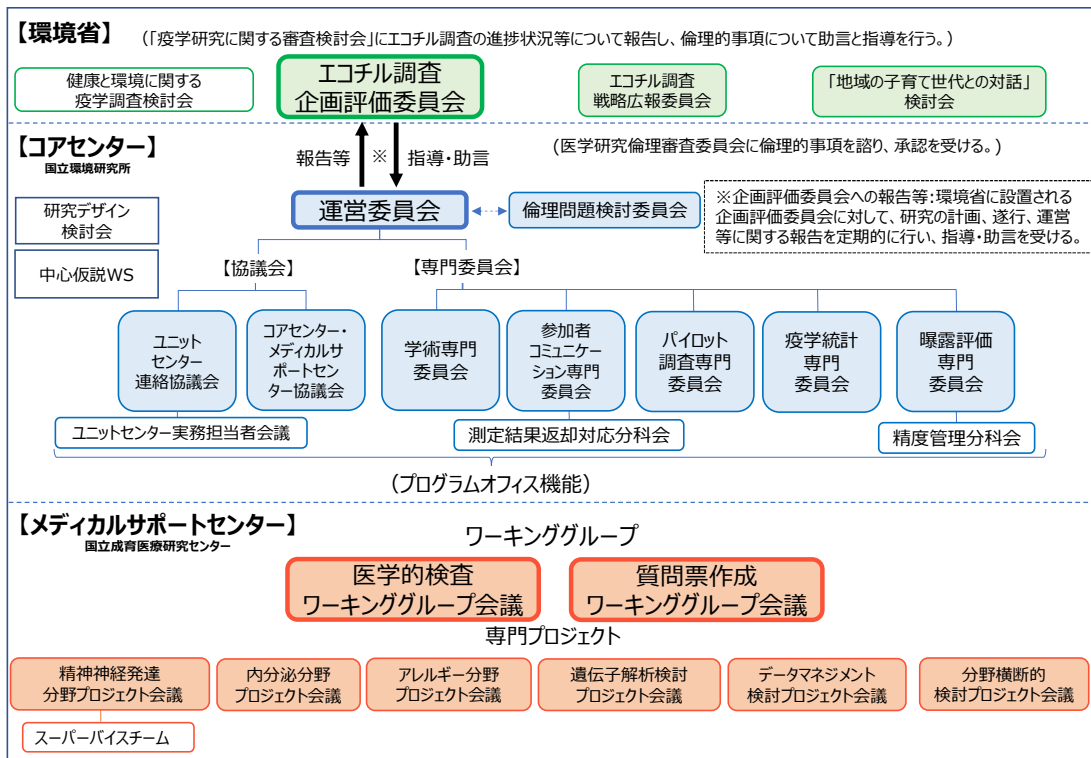 【環境省】
（「疫学研究に関する審査検討会」にエコチル調査の進捗状況等について報告し、倫理的事項について助言と指導を行う。）
健康と環境に関する
疫学調査検討会
エコチル調査
企画評価委員会
エコチル調査
戦略広報委員会
「地域の子育て世代との対話」
検討会
【コアセンター】
国立環境研究所
報告等
※
指導・助言
（医学研究倫理審査委員会に倫理的事項を諮り、承認を受ける。）
研究デザイン
検討会
中心仮説WS
運営委員会
倫理問題検討委員会
※企画評価委員会への報告等：環境省に設置される
企画評価委員会に対して、研究の計画、遂行、運営
等に関する報告を定期的に行い、指導・助言を受ける。
【協議会】
【専門委員会】
ユニット
センター
連絡協議会
コアセンター・
メディカルサ
ポートセン
ター協議会
学術専門
委員会
参加者
コミュニケー
ション専門
委員会
パイロット
調査専門
委員会
疫学統計
専門
委員会
曝露評価
専門
委員会
ユニットセンター実務担当者会議
測定結果返却対応分科会
精度管理分科会
（プログラムオフィス機能）
【メディカルサポートセンター】
国立成育医療研究センター
ワーキンググループ
医学的検査
ワーキンググループ会議
質問票作成
ワーキンググループ会議
専門プロジェクト
精神神経発達
分野プロジェクト会議
内分泌分野
プロジェクト会議
アレルギー分野
プロジェクト会議
遺伝子解析検討
プロジェクト会議
データマネジメント
検討プロジェクト会議
分野横断的
検討プロジェクト会議
スーパーバイスチーム